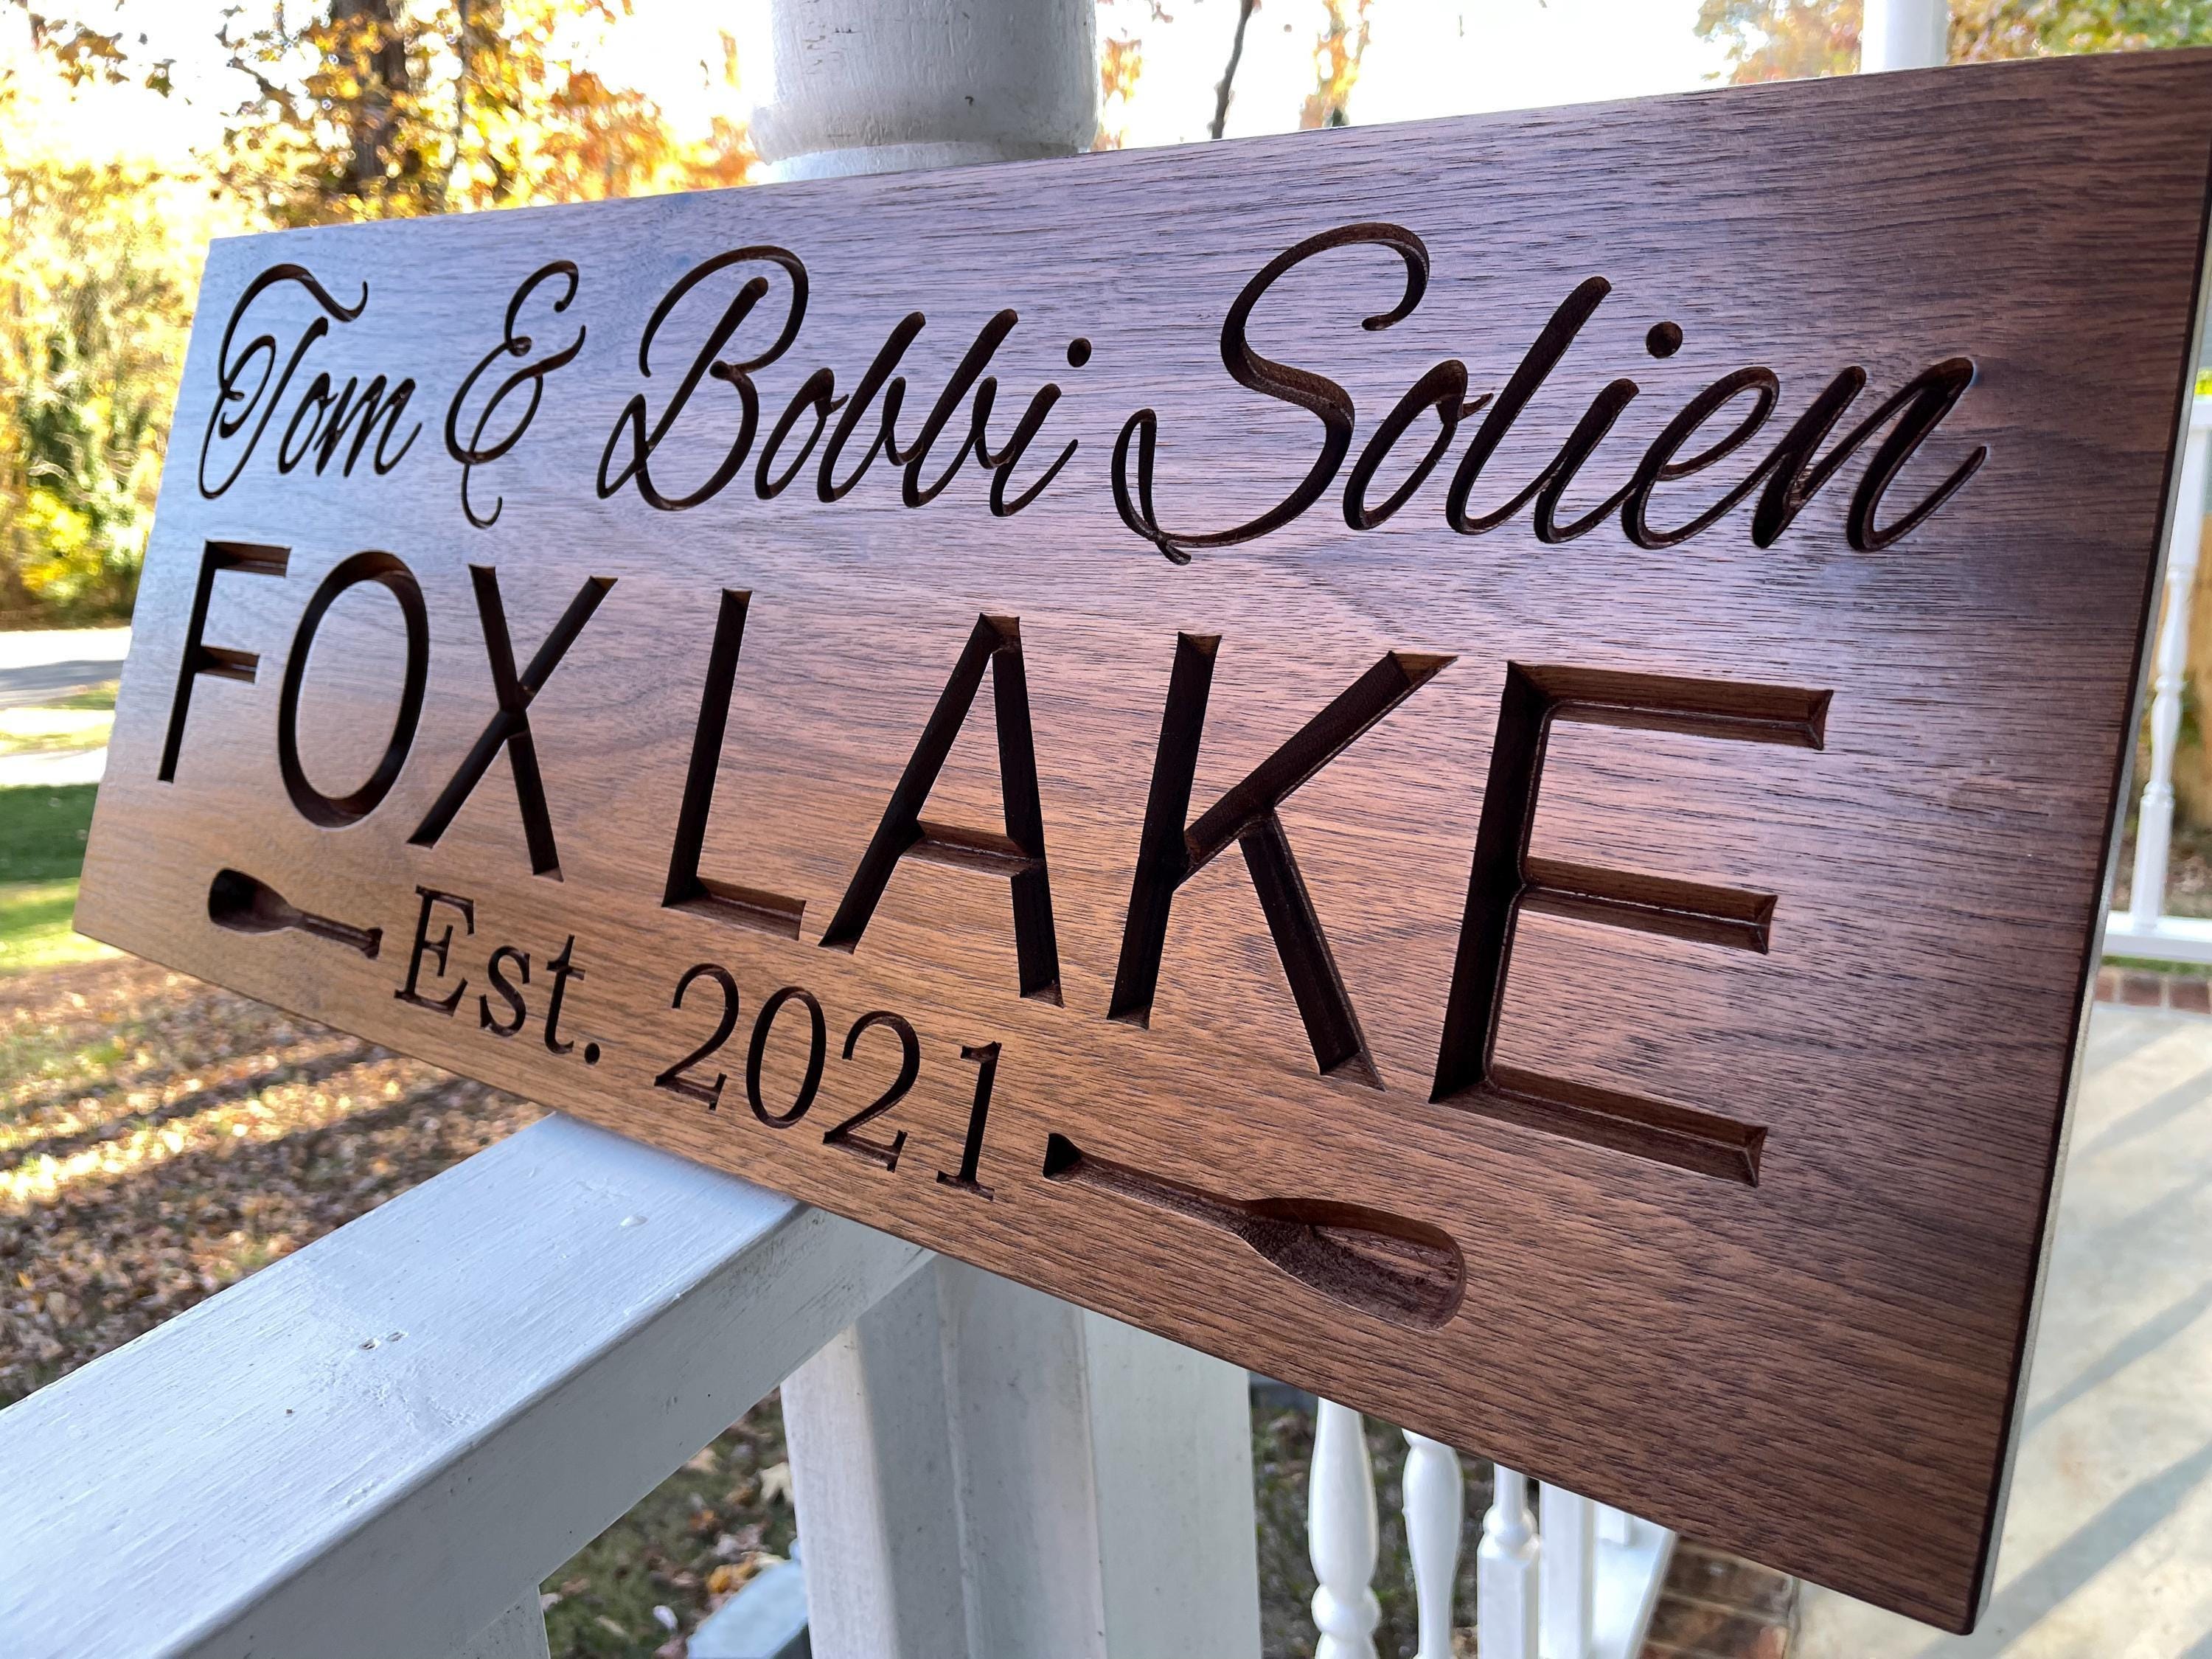 Tom & Bobbi Solien
FOX LAKE
Est. 2021